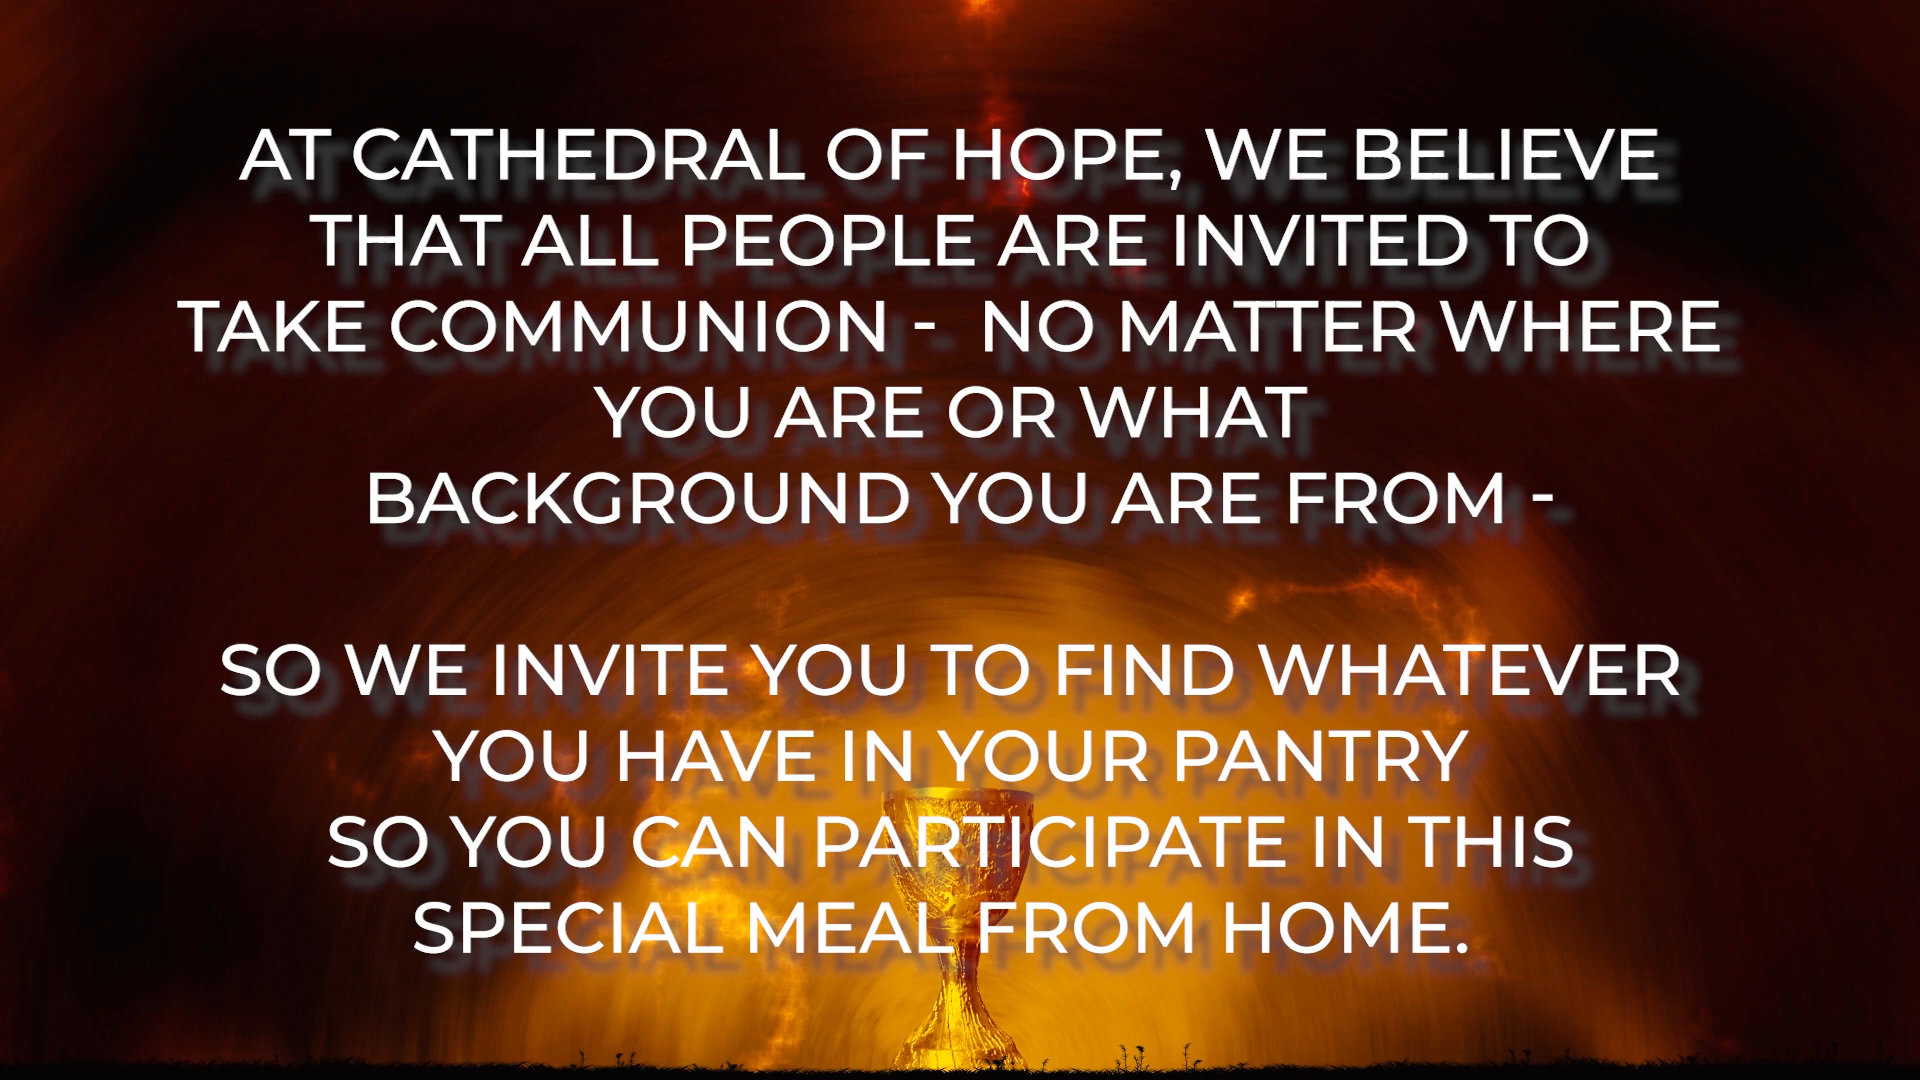 AT CATHEDRAL OF HOPE, WE BELIEVE
THAT ALL PEOPLE ARE INVITED TO
TAKE COMMUNION -  NO MATTER WHERE
YOU ARE OR WHAT
BACKGROUND YOU ARE FROM -
SO WE INVITE YOU TO FIND WHATEVER
YOU HAVE IN YOUR PANTRY
SO YOU CAN PARTICIPATE IN THIS
SPECIAL MEAL FROM HOME.